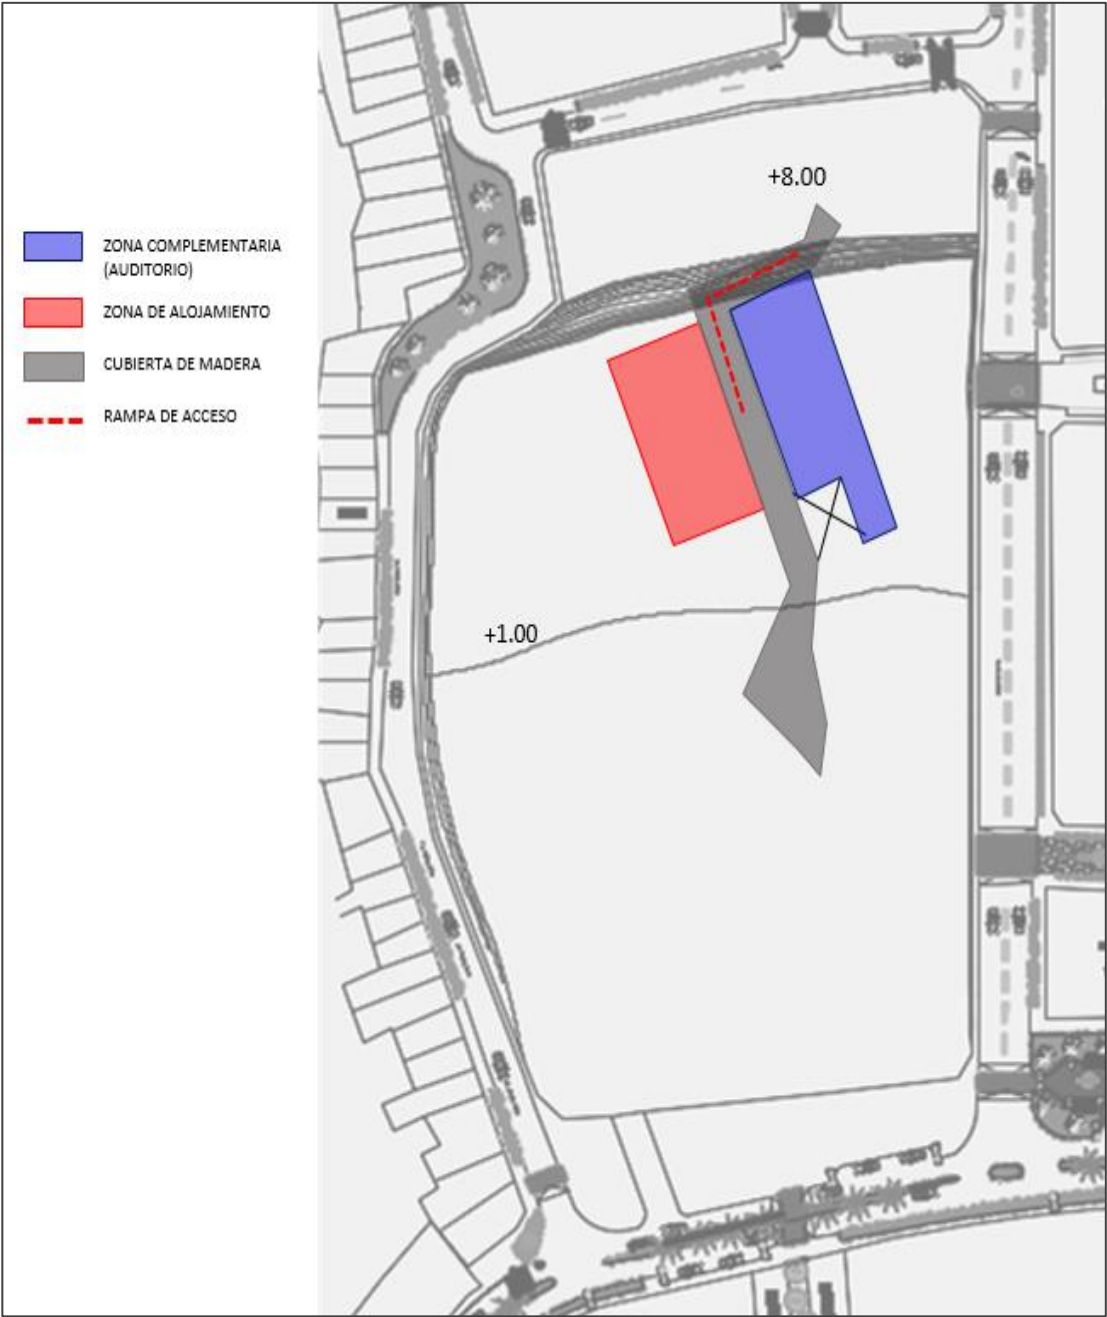 +8.00
ZONA COMPLEMENTARIA
(AUDITORIO)
ZONA DE ALOJAMIENTO
CUBIERTA DE MADERA
RAMPA DE ACCESO
+1.00